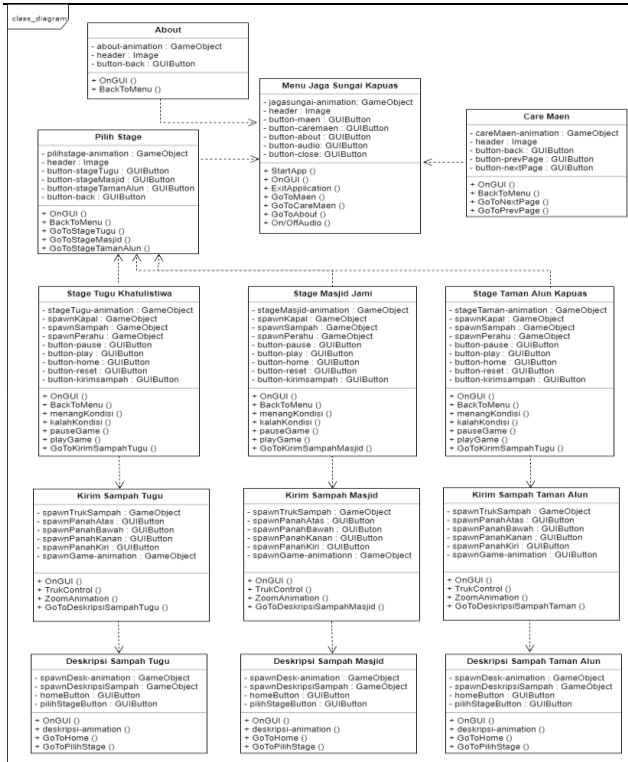 class_diagram
About
- about-animation : GameObject
- header : Image
- button-back : GUIButton
+ OnGUI ()
+ BackToMenu ()
Menu Jaga Sungai Kapuas
- jagasungai-animation: GameObject
- header : Image
- button-maen : GUIButton
- button-caremaen : GUIButton
- button-about : GUIButton
- button-audio : GUIButton
- button-close : GUIButton
+ StartApp ()
+ OnGUI ()
+ ExitApplication ()
+ GoToMaen ()
+ GoToCareMaen ()
+ GoToAbout ()
+ On/OffAudio ()
Care Maen
- careMaen-animation : GameObject
- header : Image
- button-back : GUIButton
- button-prevPage : GUIButton
- button-nextPage : GUIButton
+ OnGUI ()
+ BackToMenu ()
+ GoToNextPage ()
+ GoToPrevPage ()
Pilih Stage
- pilihstage-animation : GameObject
- header : Image
- button-stageTugu : GUIButton
- button-stageMasjid : GUIButton
- button-stageTamanAlun : GUIButton
- button-back : GUIButton
+ OnGUI ()
+ BackToMenu ()
+ GoToStageTugu ()
+ GoToStageMasjid ()
+ GoToStageTamanAlun ()
Stage Tugu Khatulistiwa
- stageTugu-animation : GameObject
- spawnKapal : GameObject
- spawnSampah : GameObject
- spawnPerahu : GameObject
- button-pause : GUIButton
- button-play : GUIButton
- button-home : GUIButton
- button-reset : GUIButton
- button-kirimsampah : GUIButton
+ OnGUI ()
+ BackToMenu ()
+ menangKondisi ()
+ kalahKondisi ()
+ pauseGame ()
+ playGame ()
+ GoToKirimSampahTugu ()
Stage Masjid Jami
- stageMasjid-animation : GameObject
- spawnKapal : GameObject
- spawnSampah : GameObject
- spawnPerahu : GameObject
- button-pause : GUIButton
- button-play : GUIButton
- button-home : GUIButton
- button-reset : GUIButton
- button-kirimsampah : GUIButton
+ OnGUI ()
+ BackToMenu ()
+ menangKondisi ()
+ kalahKondisi ()
+ pauseGame ()
+ playGame ()
+ GoToKirimSampahMasjid ()
Stage Taman Alun Kapuas
- stageTaman-animation : GameObject
- spawnKapal : GameObject
- spawnSampah : GameObject
- spawnPerahu : GameObject
- button-pause : GUIButton
- button-play : GUIButton
- button-home : GUIButton
- button-reset : GUIButton
- button-kirimsampah : GUIButton
+ OnGUI ()
+ BackToMenu ()
+ menangKondisi ()
+ kalahKondisi ()
+ pauseGame ()
+ playGame ()
+ GoToKirimSampahTugu ()
Kirim Sampah Tugu
- spawnTrukSampah : GameObject
- spawnPanahAtas : GUIButton
- spawnPanahBawah : GUIButton
- spawnPanahKanan : GUIButton
- spawnPanahKiri : GUIButton
- spawnGame-animation : GameObject
+ OnGUI ()
+ TrukControl ()
+ ZoomAnimation ()
+ GoToDeskripsiSampahTugu ()
Kirim Sampah Masjid
- spawnTrukSampah : GameObject
- spawnPanahAtas : GUIButton
- spawnPanahBawah : GUIButton
- spawnPanahKanan : GUIButton
- spawnPanahKiri : GUIButton
- spawnGame-animationn : GameObject
+ OnGUI ()
+ TrukControl ()
+ ZoomAnimation ()
+ GoToDeskripsiSampahMasjid ()
Kirim Sampah Taman Alun
- spawnTrukSampah : GameObject
- spawnPanahAtas : GUIButton
- spawnPanahBawah : GUIButton
- spawnPanahKanan : GUIButton
- spawnPanahKiri : GUIButton
- spawnGame-animation : GameObject
+ OnGUI ()
+ TrukControl ()
+ ZoomAnimation ()
+ GoToDeskripsiSampahTaman ()
Deskripsi Sampah Tugu
- spawnDesk-animation : GameObject
- spawnDeskripsiSampah : GameObject
- homeButton : GUIButton
- pilihStageButton : GUIButton
+ OnGUI ()
+ deskripsi-animation ()
+ GoToHome ()
+ GoToPilihStage ()
Deskripsi Sampah Masjid
- spawnDesk-animation : GameObject
- spawnDeskripsiSampah : GameObject
- homeButton : GUIButton
- pilihStageButton : GUIButton
+ OnGUI ()
+ deskripsi-animation ()
+ GoToHome ()
+ GoToPilihStage ()
Deskripsi Sampah Taman Alun
- spawnDesk-animation : GameObject
- spawnDeskripsiSampah : GameObject
- homeButton : GUIButton
- pilihStageButton : GUIButton
+ OnGUI ()
+ deskripsi-animation ()
+ GoToHome ()
+ GoToPilihStage ()